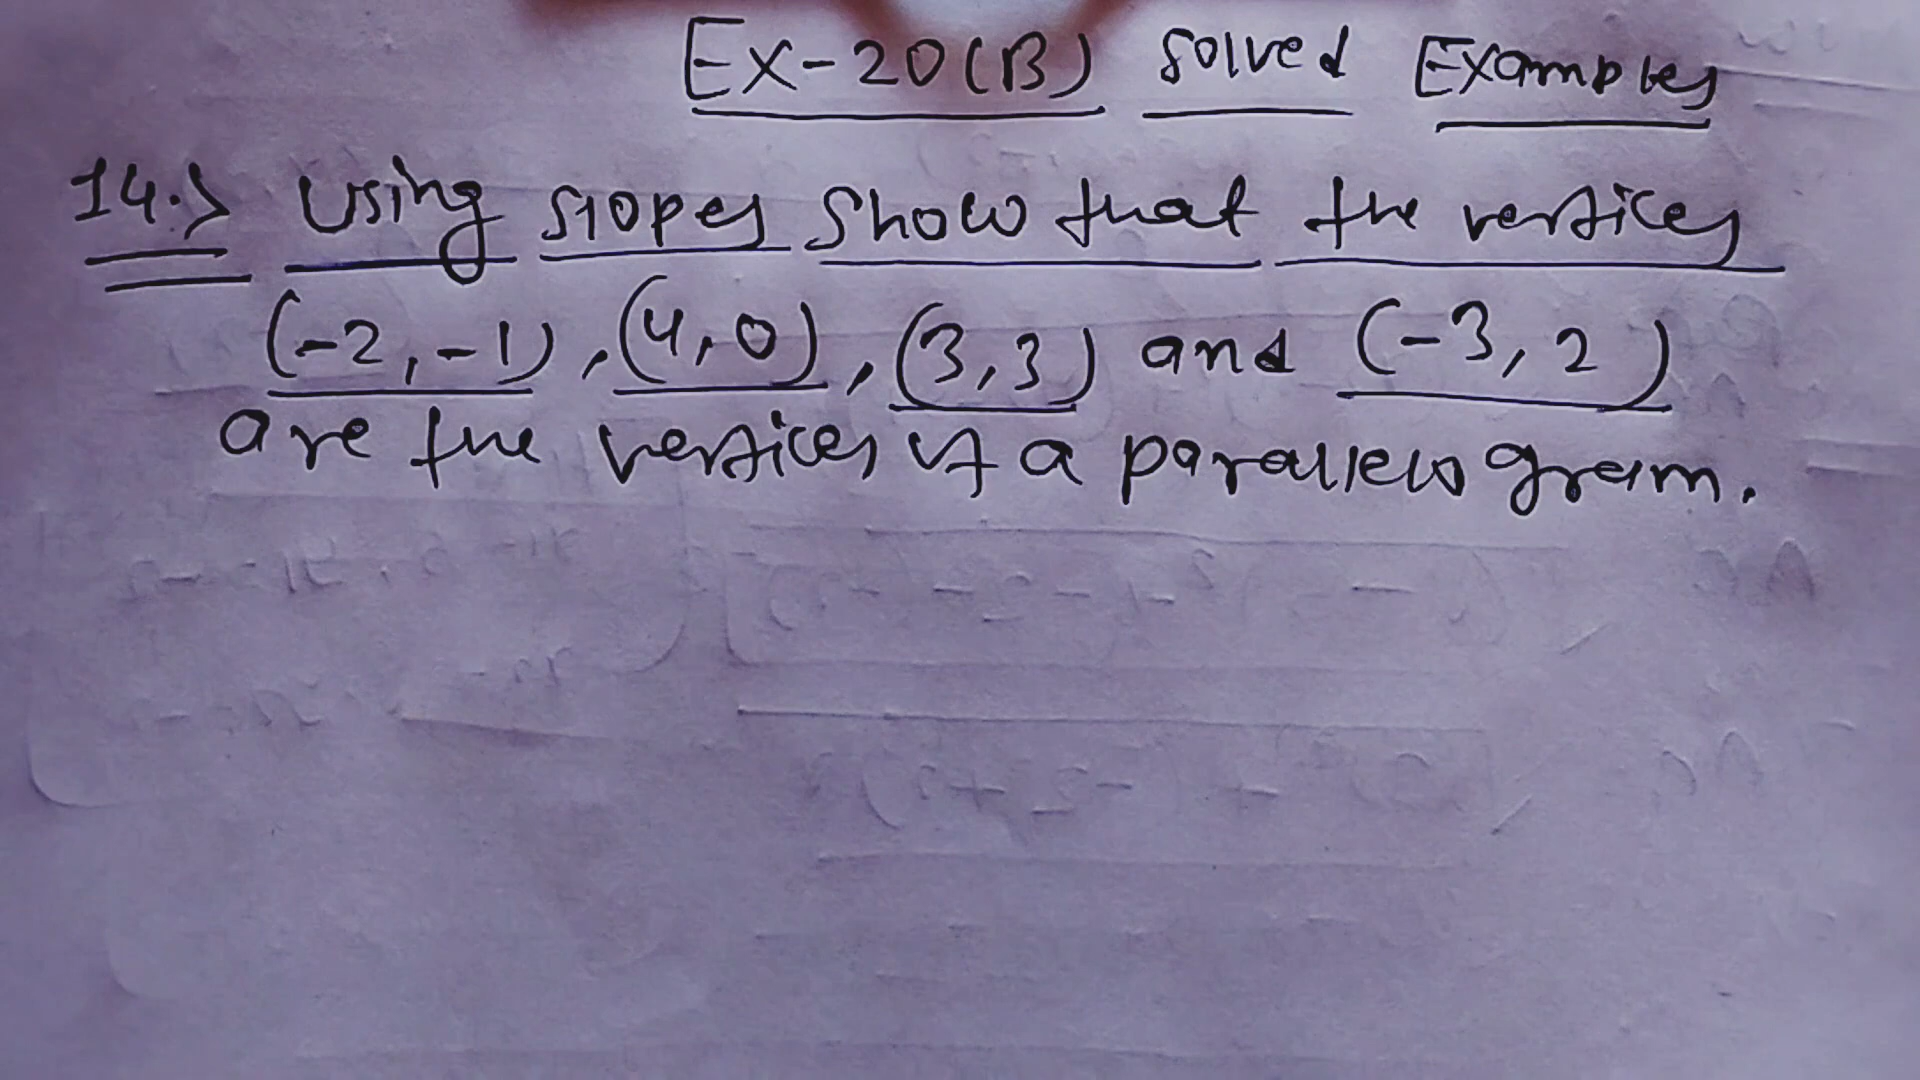 Ex-20(B) Solved Examples
14.> Using slopes show that the vertices
(-2,-1), (4,0), (3,3) and (-3,2)
are the vertices of a parallelogram.